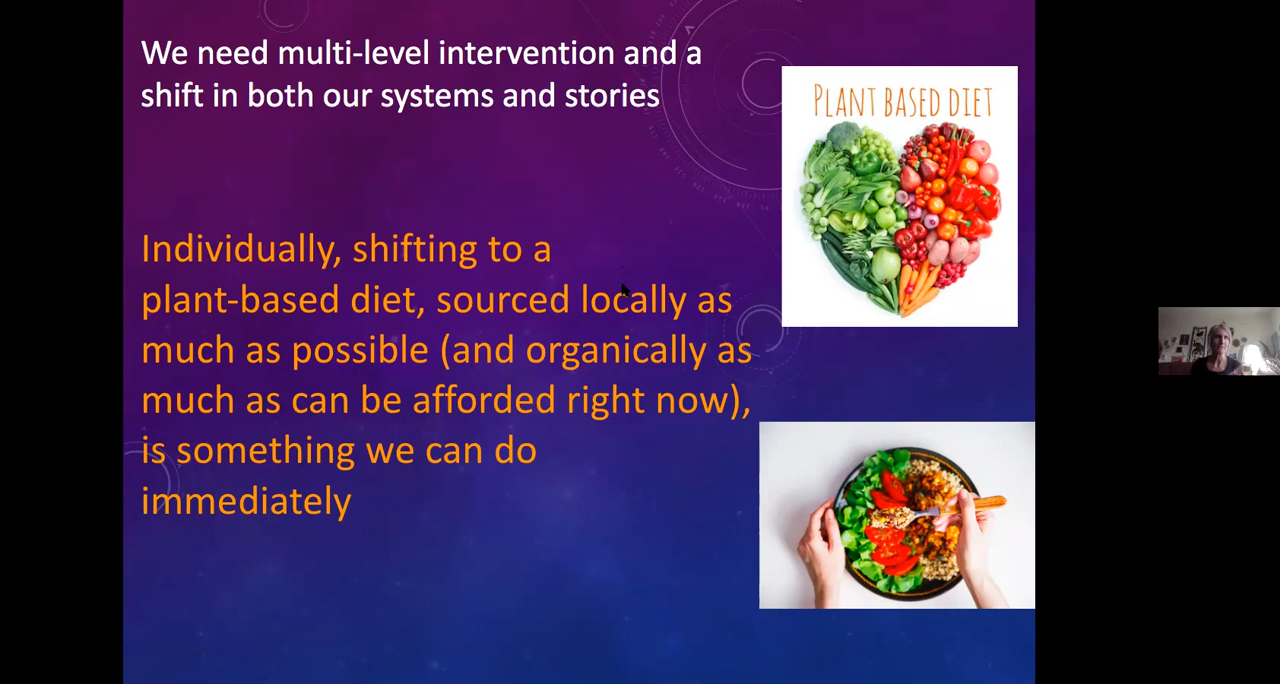 We need multi-level intervention and a
shift in both our systems and stories
PLANT BASED DIET
Individually, shifting to a
plant-based diet, sourced locally as
much as possible (and organically as
much as can be afforded right now),
is something we can do
immediately